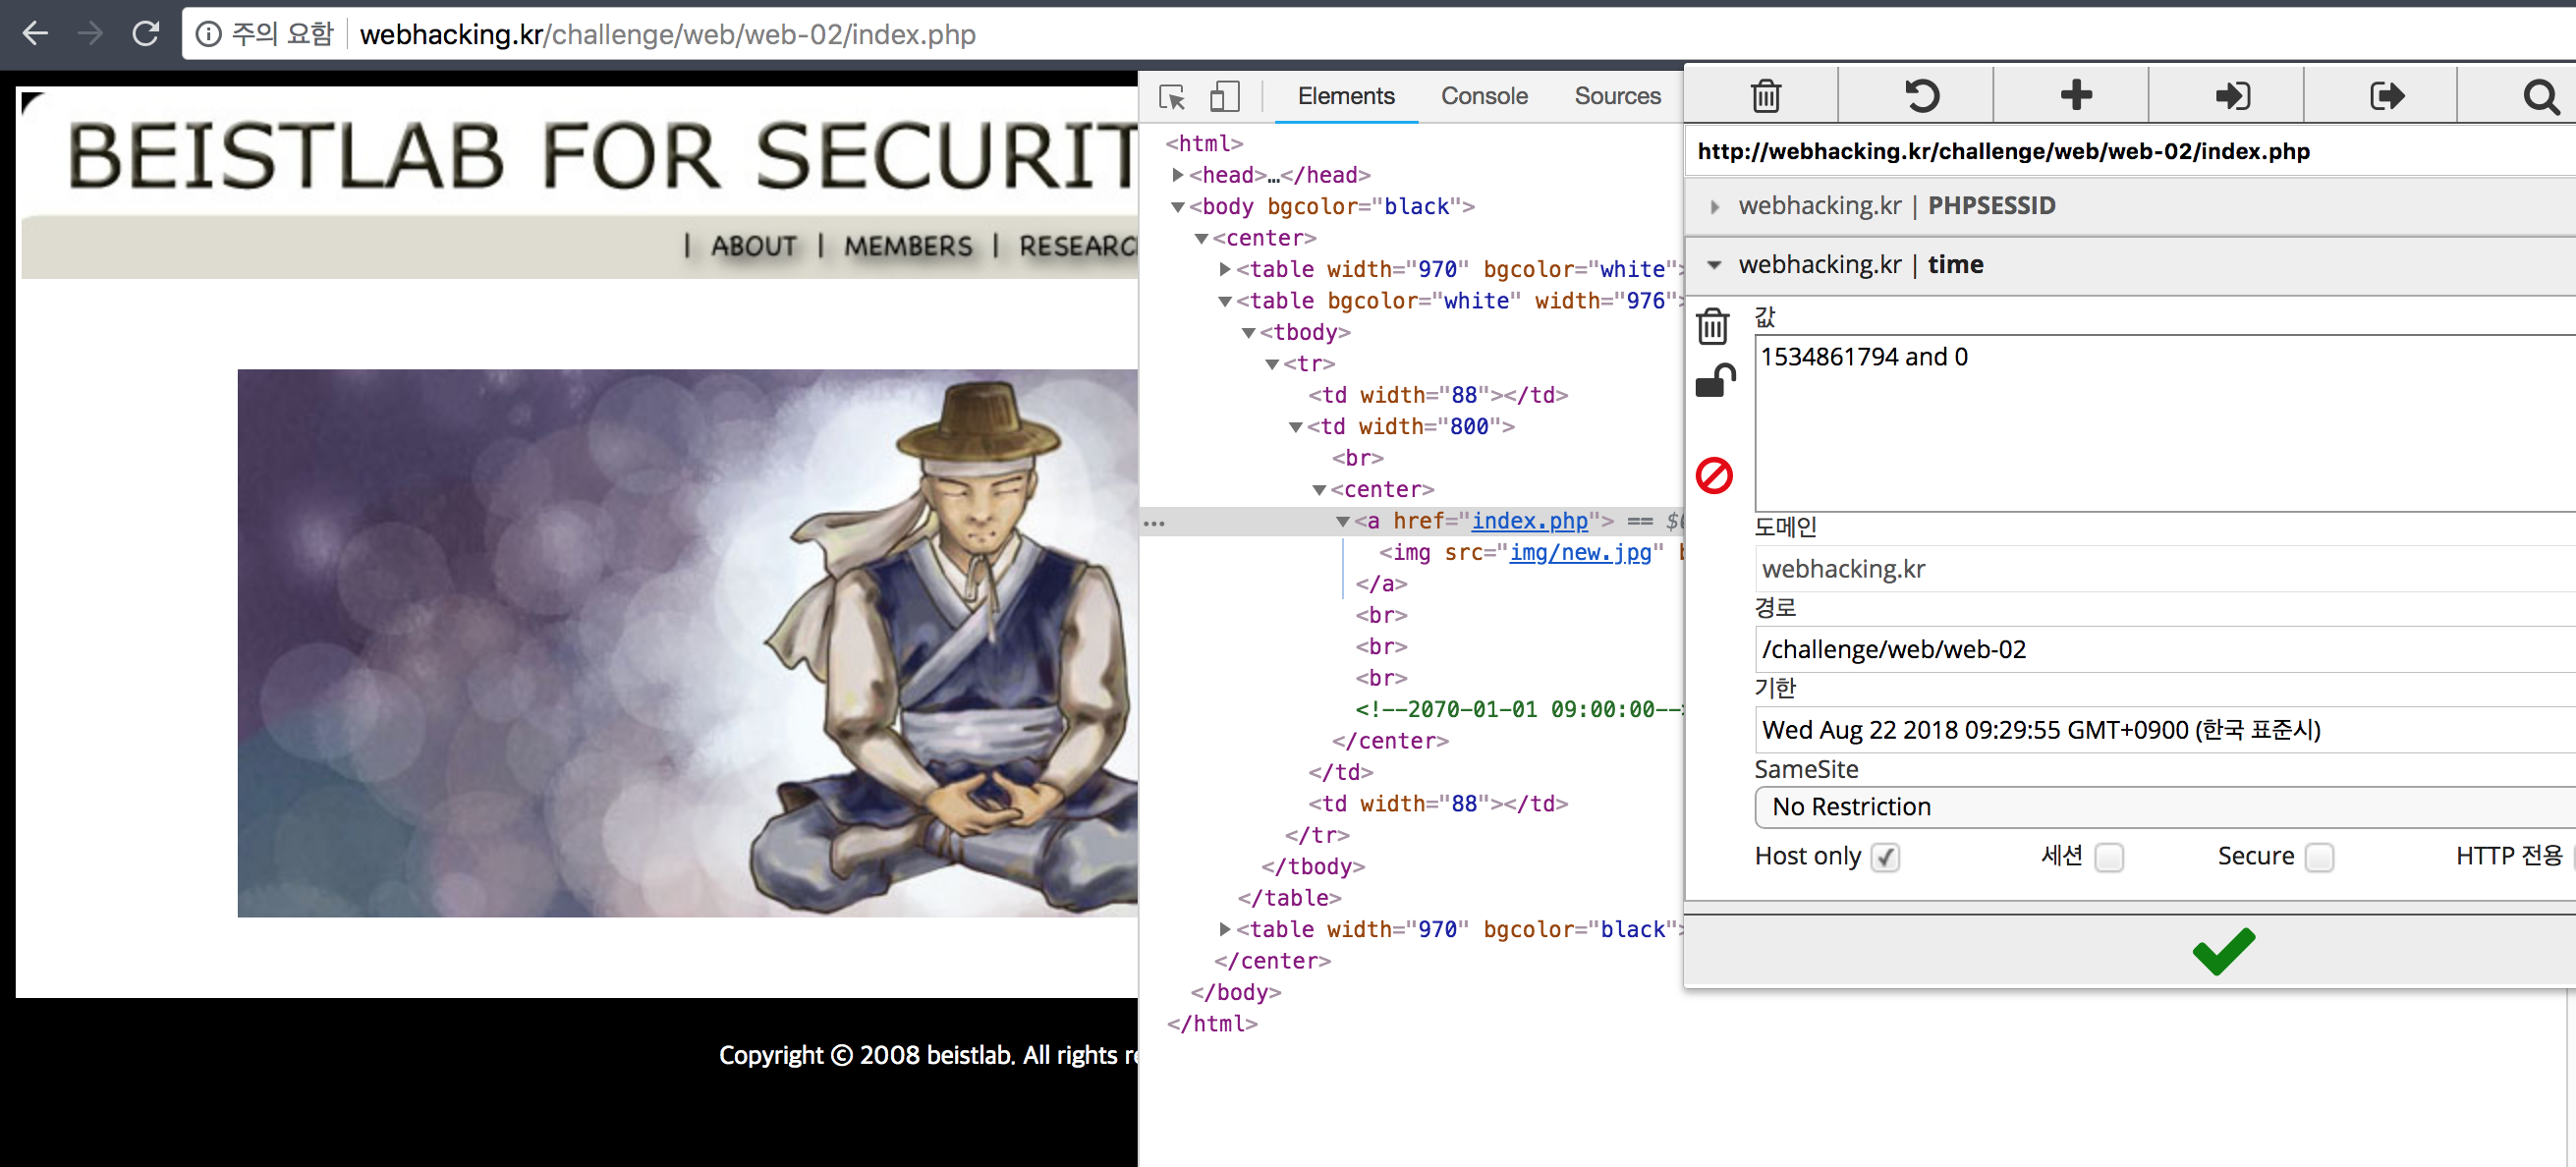 주의 요함 webhacking.kr/challenge/web/web-02/index.php
BEISTLAB FOR SECURIT
| ABOUT | MEMBERS | RESEARC
Copyright © 2008 beistlab. All rights re
Elements Console Sources
<html>
<head>…</head>
<body bgcolor="black">
<center>
<table width="970" bgcolor="white">
<table bgcolor="white" width="976">
<tbody>
<tr>
<td width="88"></td>
<td width="800">
<br>
<center>
<a href="index.php"> == $
<img src="img/new.jpg" b
</a>
<br>
<br>
<br>
<!--2070-01-01 09:00:00--
</center>
</td>
<td width="88"></td>
</tr>
</tbody>
</table>
<table width="970" bgcolor="black">
</center>
</body>
</html>
http://webhacking.kr/challenge/web/web-02/index.php
webhacking.kr | PHPSESSID
webhacking.kr | time
값
1534861794 and 0
도메인
webhacking.kr
경로
/challenge/web/web-02
기한
Wed Aug 22 2018 09:29:55 GMT+0900 (한국 표준시)
SameSite
No Restriction
Host only 세션 Secure HTTP 전용